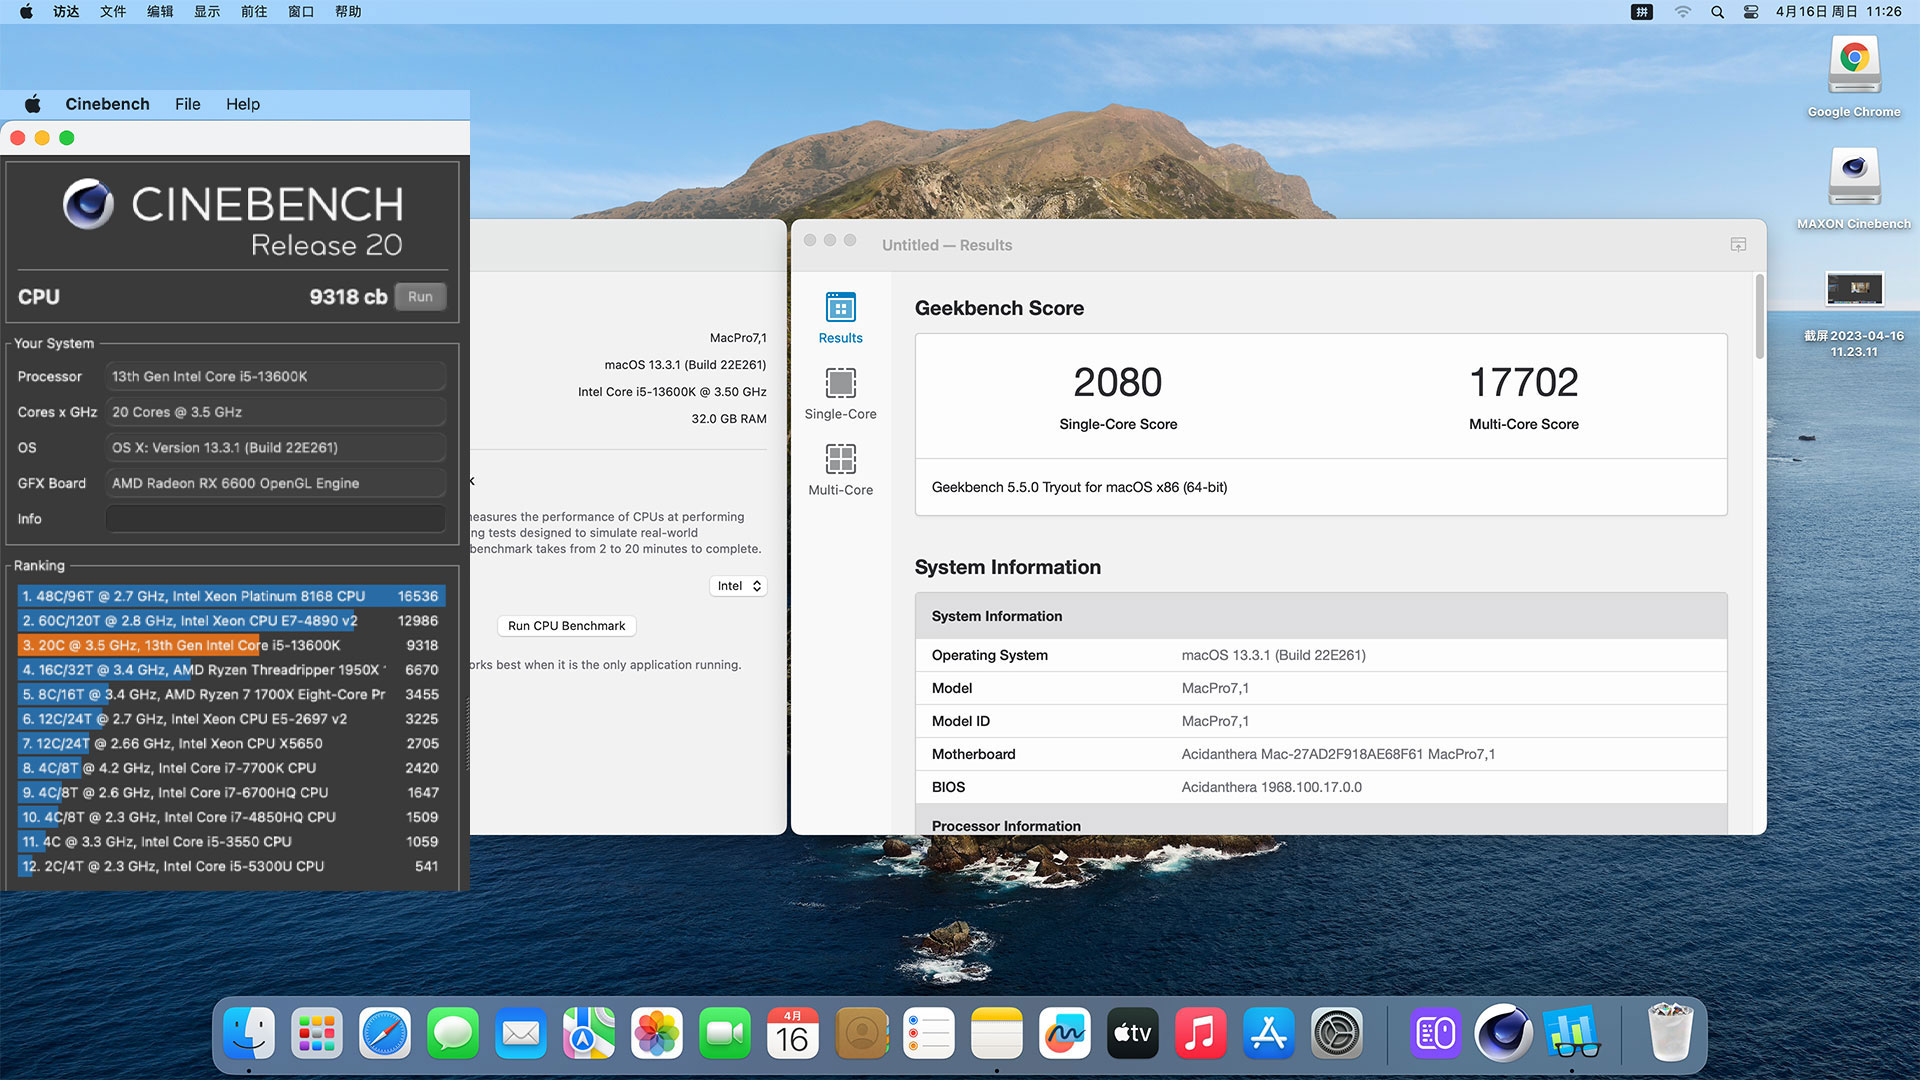 访达 文件 编辑 显示 前往 窗口 帮助
拼 4月16日 周日 11:26
Google Chrome
MAXON Cinebench
截屏2023-04-16
11.23.11
Cinebench File Help
CINEBENCH
Release 20
CPU 9318 cb Run
Your System
Processor 13th Gen Intel Core i5-13600K
Cores x GHz 20 Cores @ 3.5 GHz
OS OS X: Version 13.3.1 (Build 22E261)
GFX Board AMD Radeon RX 6600 OpenGL Engine
Info
Ranking
1. 48C/96T @ 2.7 GHz, Intel Xeon Platinum 8168 CPU 16536
2. 60C/120T @ 2.8 GHz, Intel Xeon CPU E7-4890 v2 12986
3. 20C @ 3.5 GHz, 13th Gen Intel Core i5-13600K 9318
4. 16C/32T @ 3.4 GHz, AMD Ryzen Threadripper 1950X 6670
5. 8C/16T @ 3.4 GHz, AMD Ryzen 7 1700X Eight-Core Pr 3455
6. 12C/24T @ 2.7 GHz, Intel Xeon CPU E5-2697 v2 3225
7. 12C/24T @ 2.66 GHz, Intel Xeon CPU X5650 2705
8. 4C/8T @ 4.2 GHz, Intel Core i7-7700K CPU 2420
9. 4C/8T @ 2.6 GHz, Intel Core i7-6700HQ CPU 1647
10. 4C/8T @ 2.3 GHz, Intel Core i7-4850HQ CPU 1509
11. 4C @ 3.3 GHz, Intel Core i5-3550 CPU 1059
12. 2C/4T @ 2.3 GHz, Intel Core i5-5300U CPU 541
MacPro7,1
macOS 13.3.1 (Build 22E261)
Intel Core i5-13600K @ 3.50 GHz
32.0 GB RAM
k
easures the performance of CPUs at performing
ng tests designed to simulate real-world
benchmark takes from 2 to 20 minutes to complete.
Intel
Run CPU Benchmark
orks best when it is the only application running.
Untitled — Results
Results
Single-Core
Multi-Core
Geekbench Score
2080 17702
Single-Core Score Multi-Core Score
Geekbench 5.5.0 Tryout for macOS x86 (64-bit)
System Information
System Information
Operating System macOS 13.3.1 (Build 22E261)
Model MacPro7,1
Model ID MacPro7,1
Motherboard Acidanthera Mac-27AD2F918AE68F61 MacPro7,1
BIOS Acidanthera 1968.100.17.0.0
Processor Information
4月
16
tv